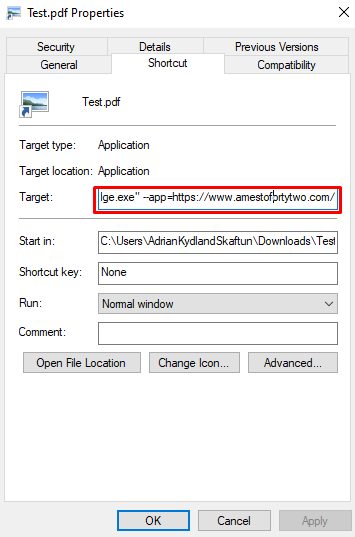 Test.pdf Properties
Security Details Previous Versions
General Shortcut Compatibility
Test.pdf
Target type: Application
Target location: Application
Target: lge.exe" --app=https://www.amestofortytwo.com/
Start in: C:\Users\AdrianKydlandSkaftun\Downloads\Test
Shortcut key: None
Run: Normal window
Comment:
Open File Location Change Icon... Advanced...
OK Cancel Apply